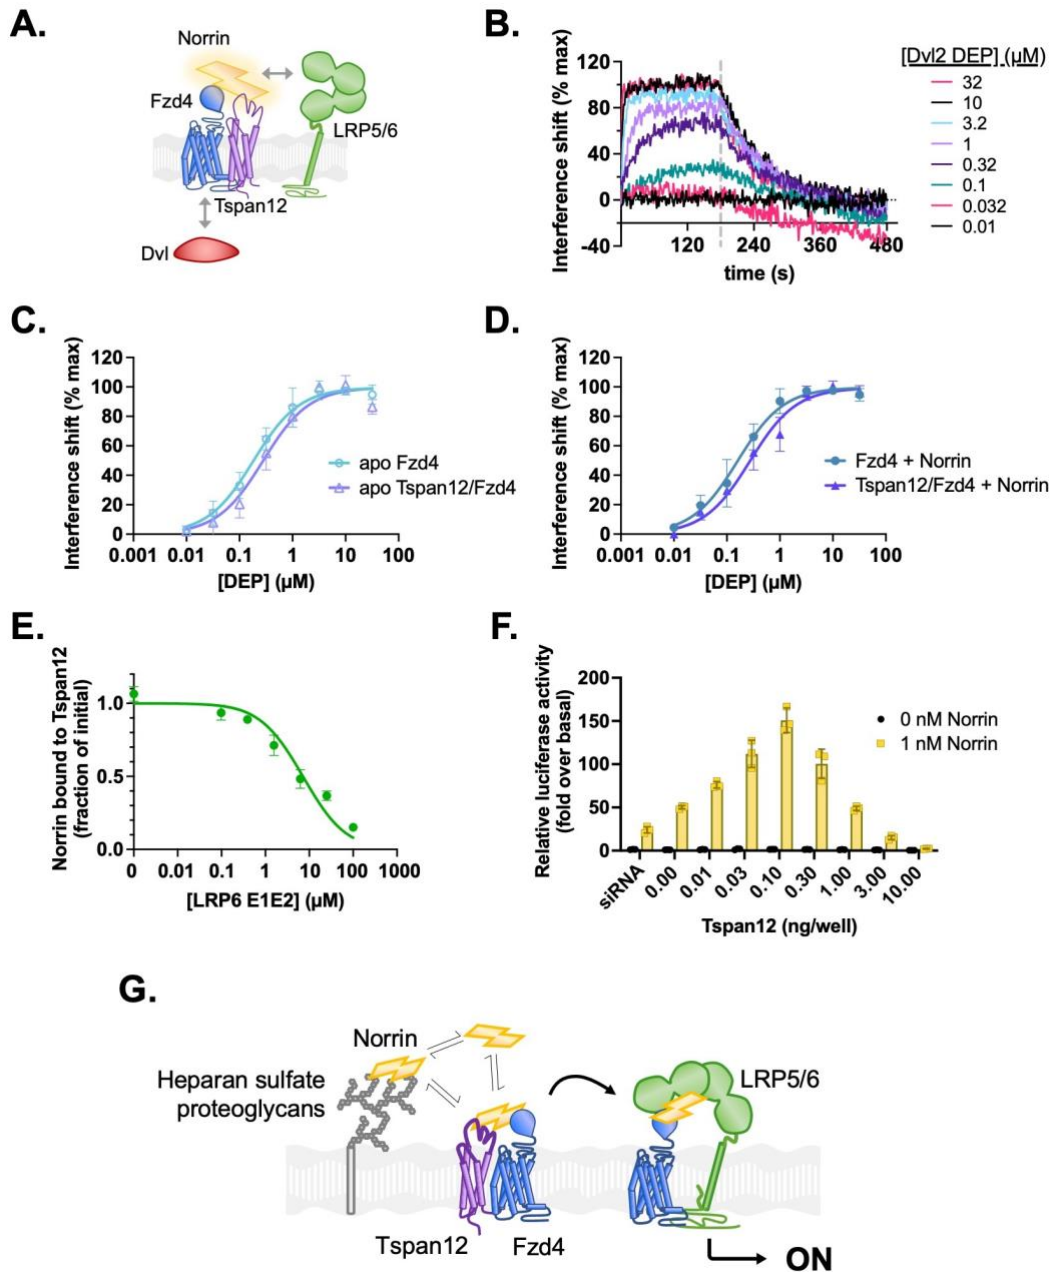 A.
Norrin
Fzd4
LRP5/6
Tspan12
Dvl
B.
Interference shift (% max)
120
80
40
0
-40
120
240
360
480
time (s)
[Dvl2 DEP] (µM)
32
10
3.2
1
0.32
0.1
0.032
0.01
C.
Interference shift (% max)
120
100
80
60
40
20
0
0.001
0.01
0.1
1
10
100
[DEP] (µM)
apo Fzd4
apo Tspan12/Fzd4
D.
Interference shift (% max)
120
100
80
60
40
20
0
0.001
0.01
0.1
1
10
100
[DEP] (µM)
Fzd4 + Norrin
Tspan12/Fzd4 + Norrin
E.
Norrin bound to Tspan12
(fraction of initial)
1.0
0.5
0.0
0
0.01
0.1
1
10
100
1000
[LRP6 E1E2] (µM)
F.
Relative luciferase activity
(fold over basal)
200
150
100
50
0
siRNA
0.00
0.01
0.03
0.10
0.30
1.00
3.00
10.00
Tspan12 (ng/well)
0 nM Norrin
1 nM Norrin
G.
Norrin
Heparan sulfate
proteoglycans
LRP5/6
Tspan12
Fzd4
ON